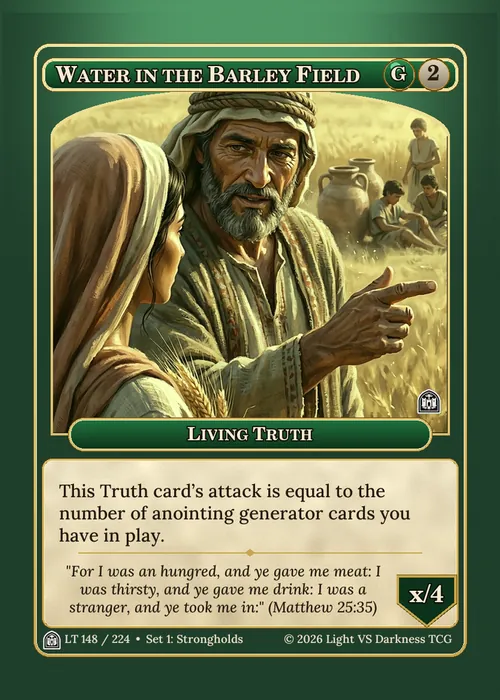 Water in the Barley Field G 2
Living Truth
This Truth card's attack is equal to the
number of anointing generator cards you
have in play.
"For I was an hungred, and ye gave me meat: I
was thirsty, and ye gave me drink: I was a
stranger, and ye took me in:" (Matthew 25:35)
x/4
LT 148 / 224 • Set 1: Strongholds © 2026 Light VS Darkness TCG